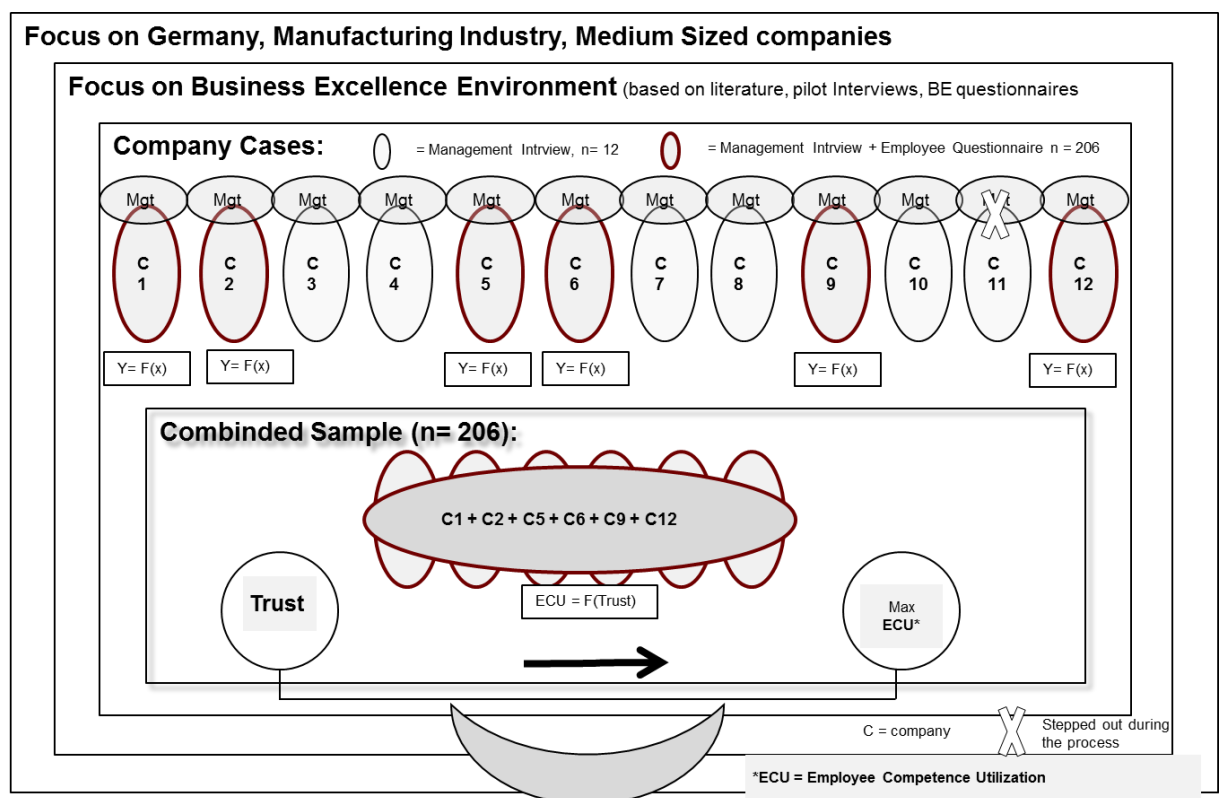 Focus on Germany, Manufacturing Industry, Medium Sized companies
Focus on Business Excellence Environment (based on literature, pilot Interviews, BE questionnaires
Company Cases:
= Management Intrview, n= 12
= Management Intrview + Employee Questionnaire n = 206
Mgt Mgt Mgt Mgt Mgt Mgt Mgt Mgt Mgt Mgt Mgt
C 1
C 2
C 3
C 4
C 5
C 6
C 7
C 8
C 9
C 10
C 11
C 12
Y= F(x)
Y= F(x)
Y= F(x)
Y= F(x)
Y= F(x)
Y= F(x)
Combinded Sample (n= 206):
C1 + C2 + C5 + C6 + C9 + C12
ECU = F(Trust)
Trust
Max
ECU*
C = company
Stepped out during
the process
*ECU = Employee Competence Utilization